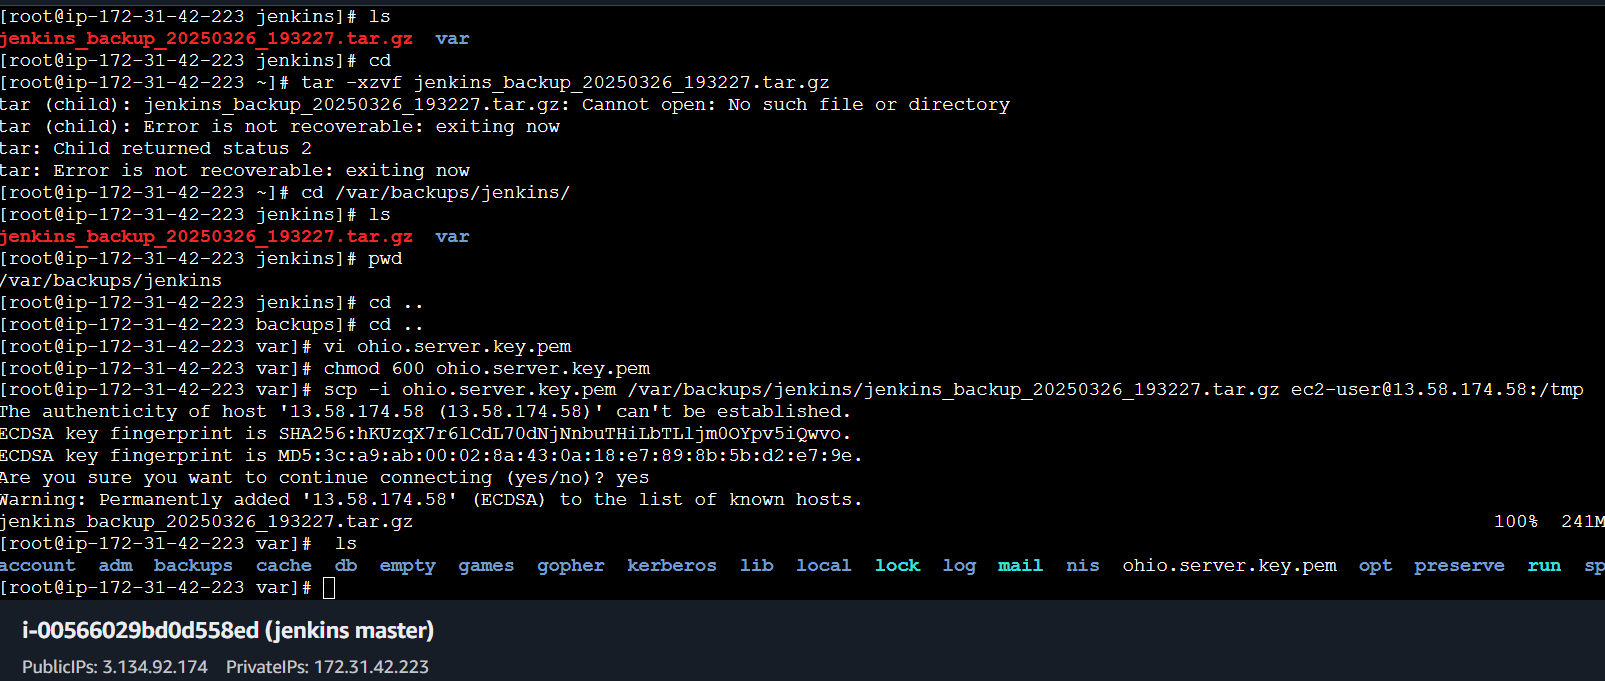 [root@ip-172-31-42-223 jenkins]# ls
jenkins_backup_20250326_193227.tar.gz  var
[root@ip-172-31-42-223 jenkins]# cd
[root@ip-172-31-42-223 ~]# tar -xzvf jenkins_backup_20250326_193227.tar.gz
tar (child): jenkins_backup_20250326_193227.tar.gz: Cannot open: No such file or directory
tar (child): Error is not recoverable: exiting now
tar: Child returned status 2
tar: Error is not recoverable: exiting now
[root@ip-172-31-42-223 ~]# cd /var/backups/jenkins/
[root@ip-172-31-42-223 jenkins]# ls
jenkins_backup_20250326_193227.tar.gz  var
[root@ip-172-31-42-223 jenkins]# pwd
/var/backups/jenkins
[root@ip-172-31-42-223 jenkins]# cd ..
[root@ip-172-31-42-223 backups]# cd ..
[root@ip-172-31-42-223 var]# vi ohio.server.key.pem
[root@ip-172-31-42-223 var]# chmod 600 ohio.server.key.pem
[root@ip-172-31-42-223 var]# scp -i ohio.server.key.pem /var/backups/jenkins/jenkins_backup_20250326_193227.tar.gz ec2-user@13.58.174.58:/tmp
The authenticity of host '13.58.174.58 (13.58.174.58)' can't be established.
ECDSA key fingerprint is SHA256:hKUzqX7r6lCdL70dNjNnbuTHiLbTLljm0OYpv5iQwvo.
ECDSA key fingerprint is MD5:3c:a9:ab:00:02:8a:43:0a:18:e7:89:8b:5b:d2:e7:9e.
Are you sure you want to continue connecting (yes/no)? yes
Warning: Permanently added '13.58.174.58' (ECDSA) to the list of known hosts.
jenkins_backup_20250326_193227.tar.gz  100%  241M
[root@ip-172-31-42-223 var]#  ls
account  adm  backups  cache  db  empty  games  gopher  kerberos  lib  local  lock  log  mail  nis  ohio.server.key.pem  opt  preserve  run  sp
[root@ip-172-31-42-223 var]#
i-00566029bd0d558ed (jenkins master)
PublicIPs: 3.134.92.174  PrivateIPs: 172.31.42.223